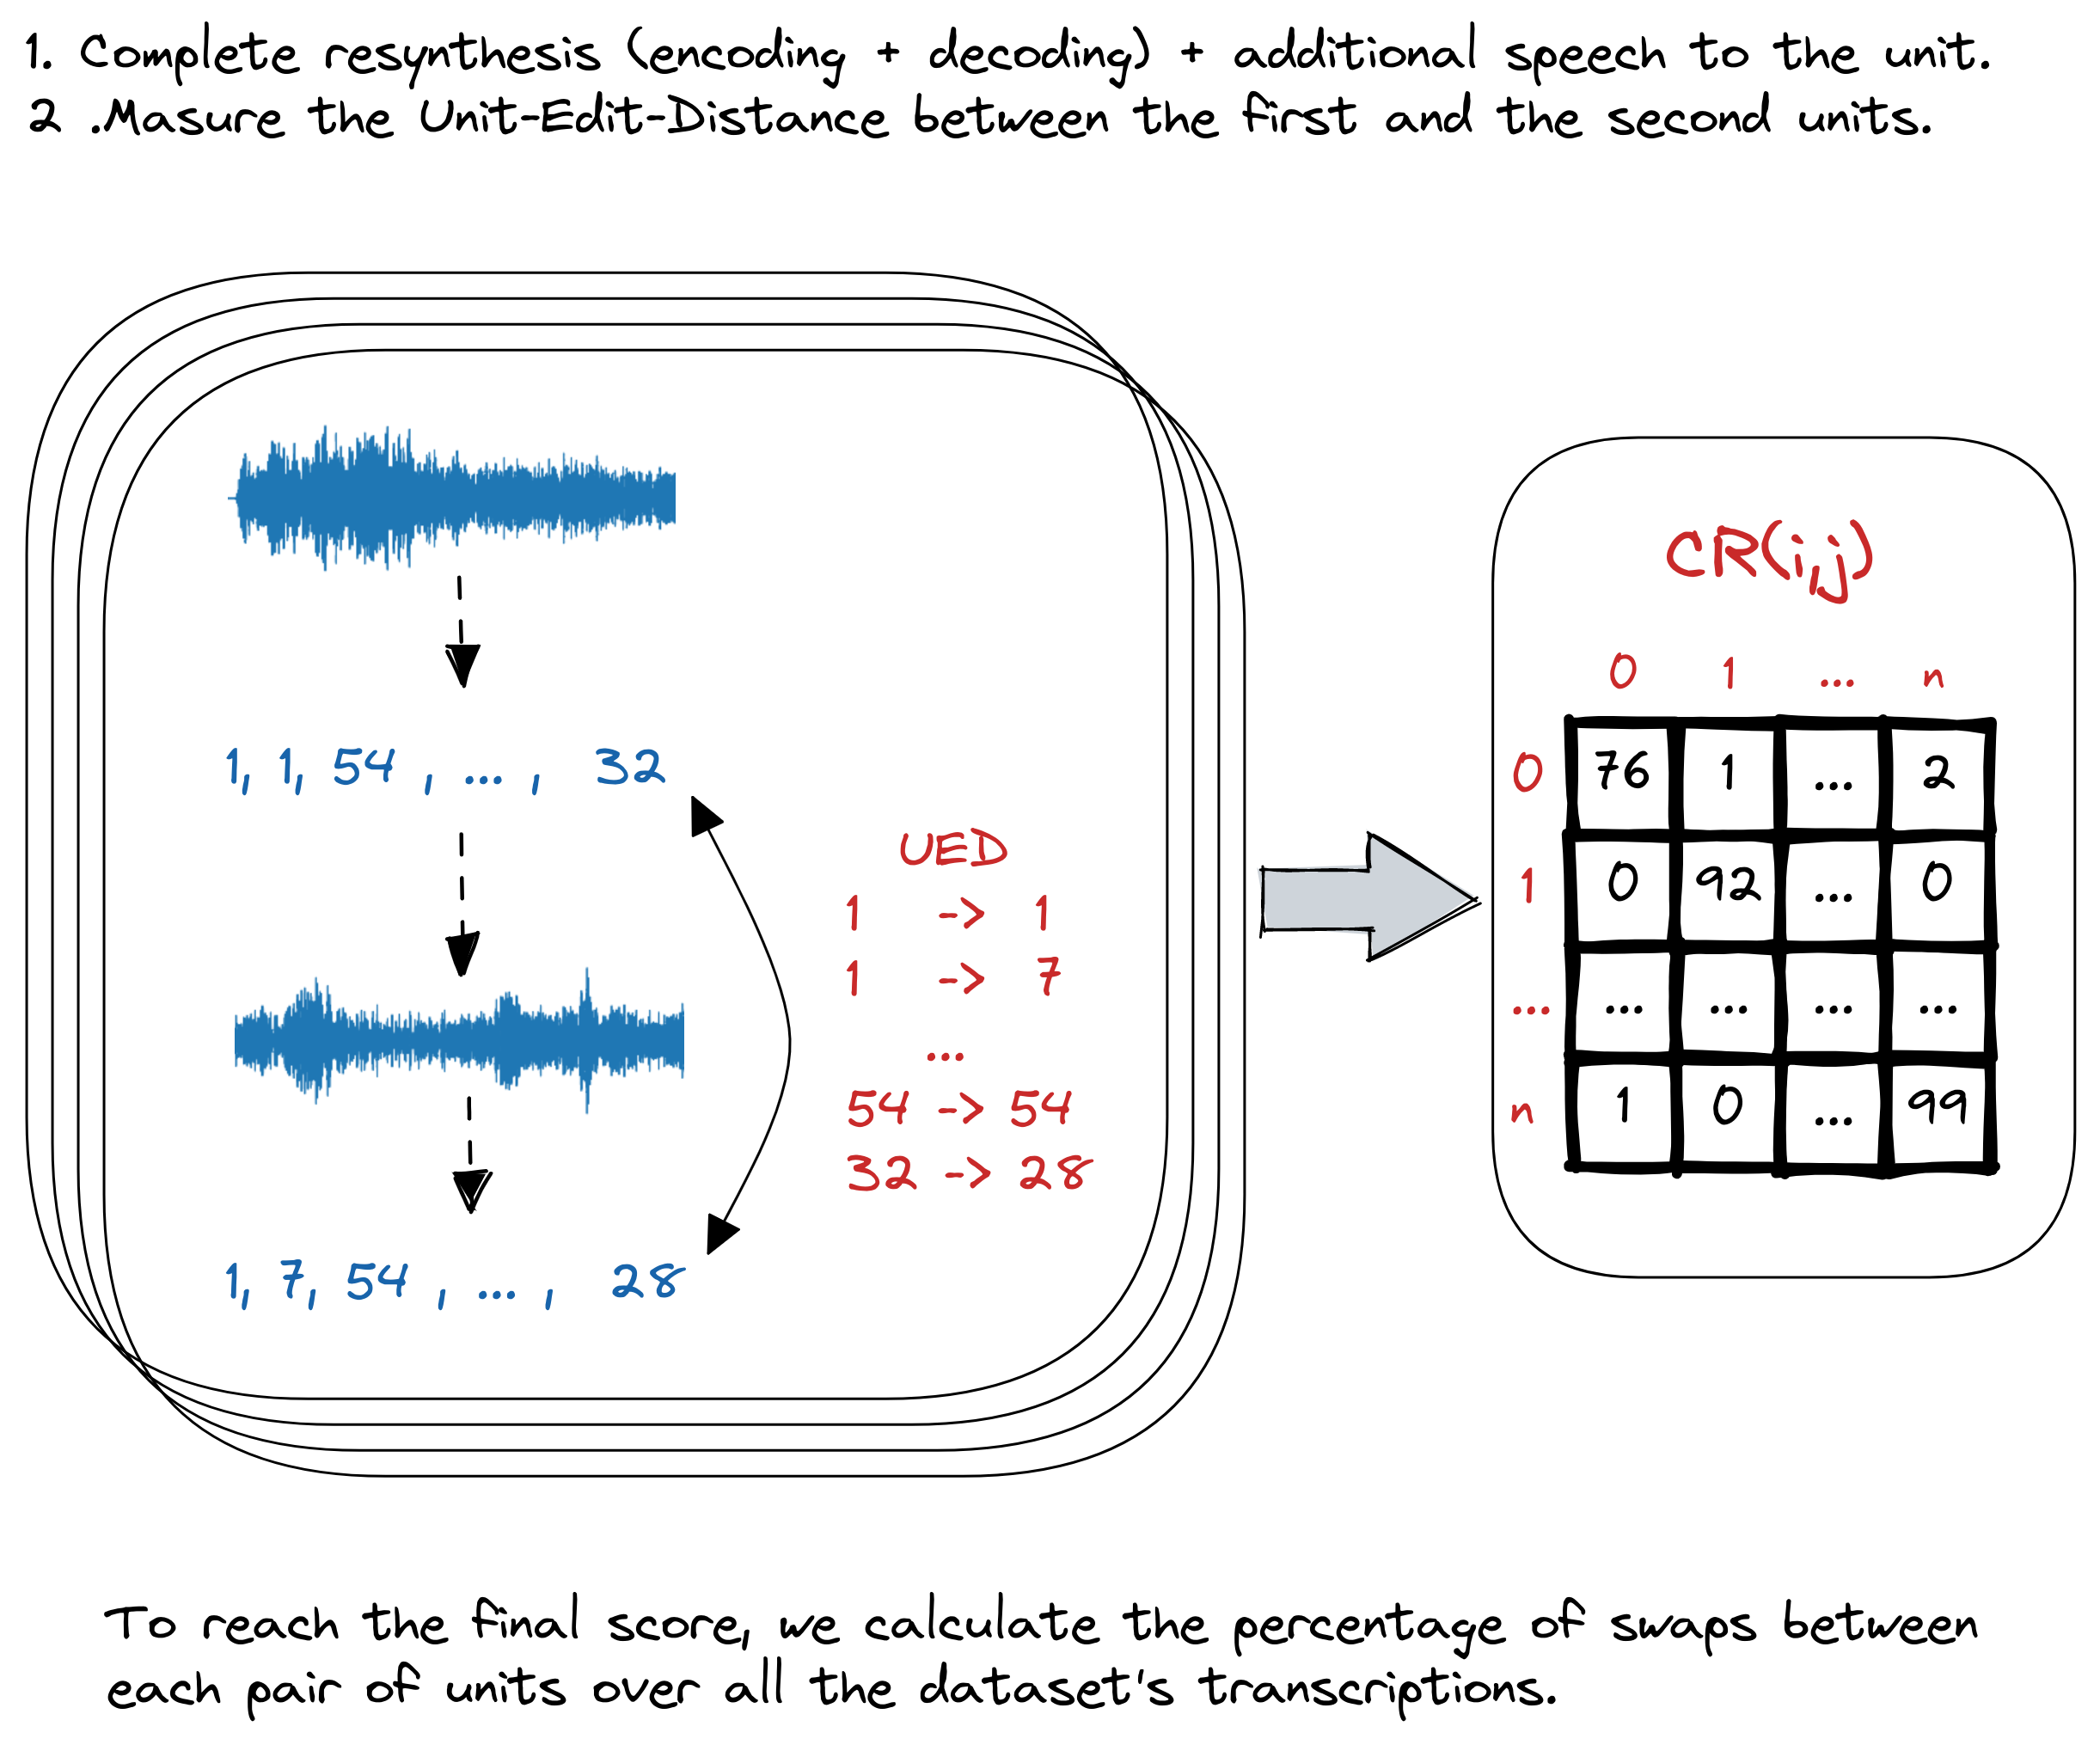 1. Complete resynthesis (encoding + decoding) + additional speech to the unit.
2 .Measure the Unit-Edit-Distance between the first and the second units.
1, 1, 54 , ... , 32
UED
1 -> 1
1 -> 7
...
54 -> 54
32 -> 28
1, 7, 54 , ... , 28
CR(i,j)
0 1 ... n
0 76 1 ... 2
1 0 92 ... 0
... ... ... ... ...
n 1 0 ... 99
To reach the final score, we calculate the percentage of swaps between
each pair of units over all the dataset's transcriptions.